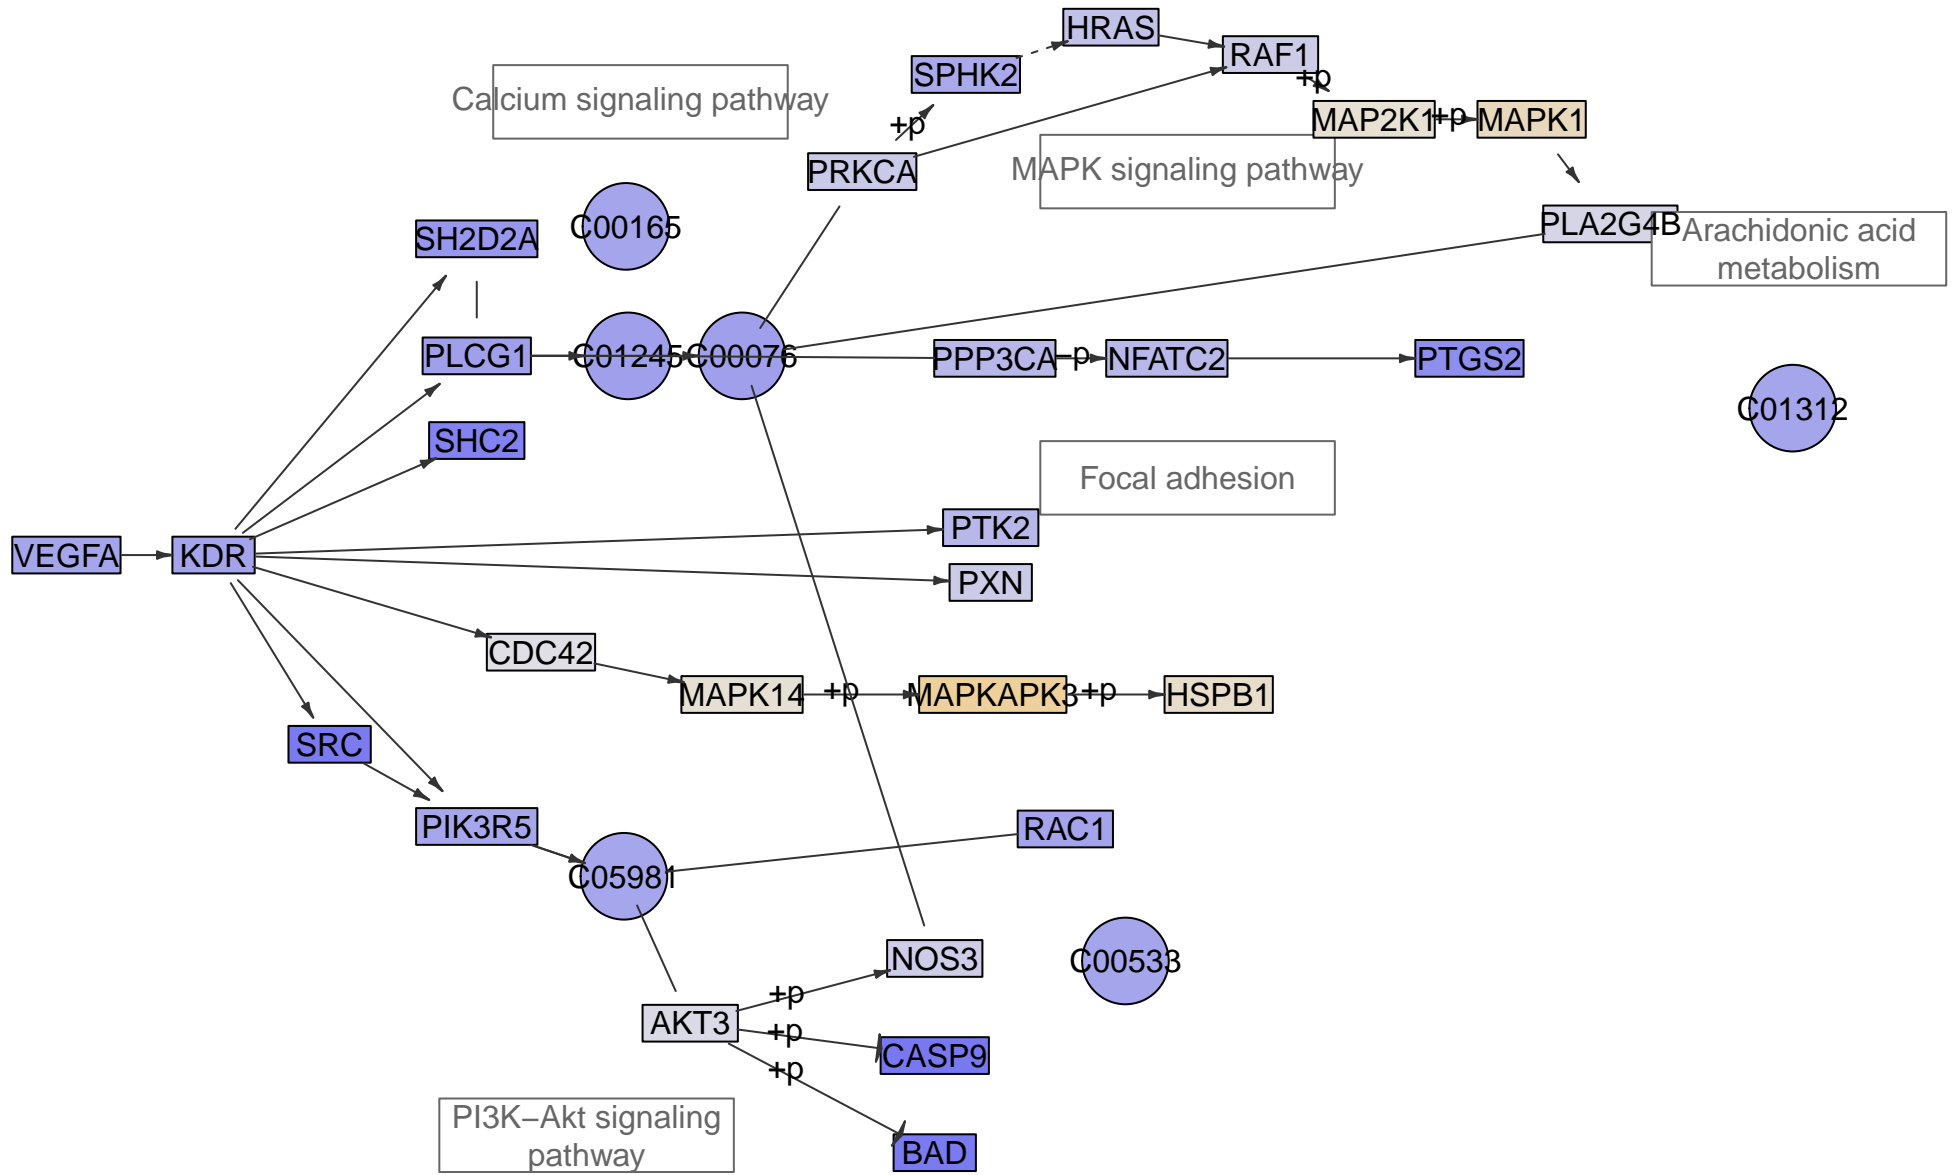 HRAS
RAF1
+p
SPHK2
Calcium signaling pathway
+p
MAP2K1
+p
MAPK1
PRKCA
MAPK signaling pathway
C00165
SH2D2A
PLA2G4B
Arachidonic acid
metabolism
PLCG1
C01245
C00076
PPP3CA
−p
NFATC2
PTGS2
C01312
SHC2
Focal adhesion
PTK2
VEGFA
KDR
PXN
CDC42
MAPK14
+p
MAPKAPK3
+p
HSPB1
SRC
PIK3R5
RAC1
C05981
NOS3
C00533
+p
AKT3
+p
CASP9
+p
PI3K−Akt signaling
pathway
BAD